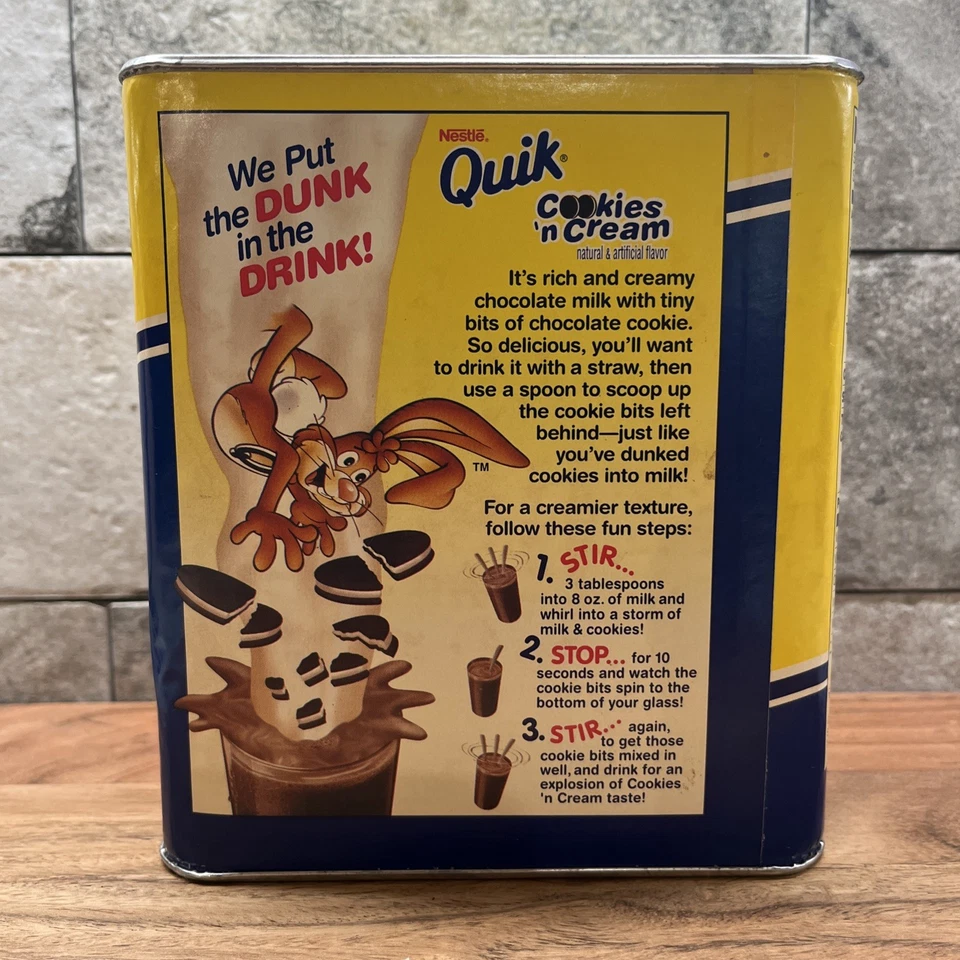 We Put
the DUNK
in the
DRINK!
Nestlé®
Quik®
Cookies
'n Cream
natural & artificial flavor
It's rich and creamy
chocolate milk with tiny
bits of chocolate cookie.
So delicious, you'll want
to drink it with a straw, then
use a spoon to scoop up
the cookie bits left
behind—just like
you've dunked
cookies into milk!
TM
For a creamier texture,
follow these fun steps:
1. STIR...
3 tablespoons
into 8 oz. of milk and
whirl into a storm of
milk & cookies!
2. STOP... for 10
seconds and watch the
cookie bits spin to the
bottom of your glass!
3. STIR... again,
to get those
cookie bits mixed in
well, and drink for an
explosion of Cookies
'n Cream taste!